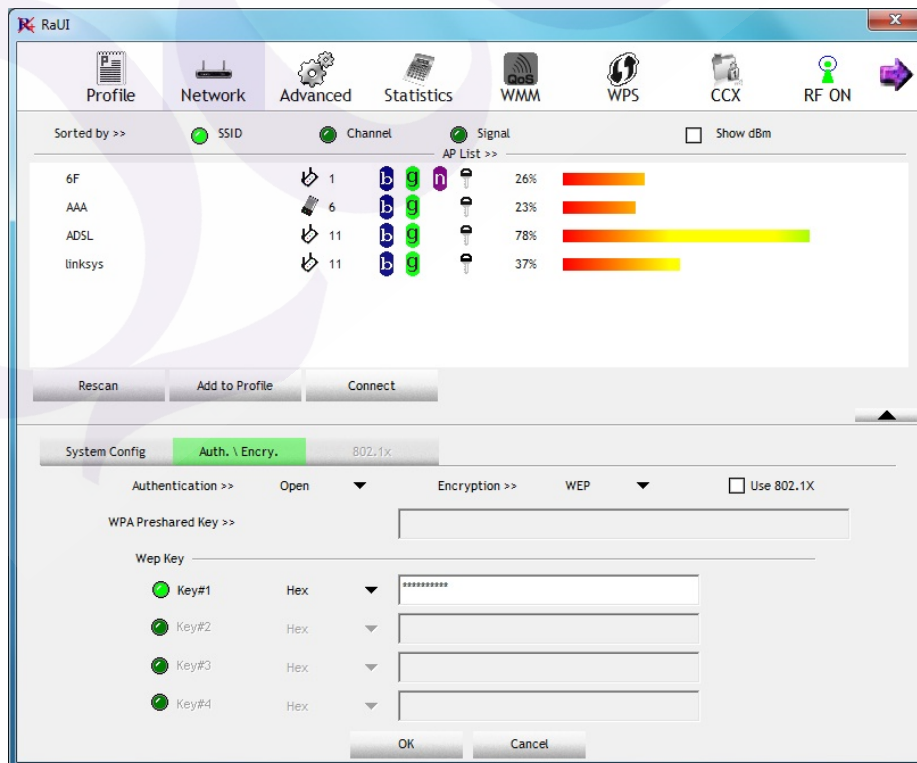 RaUI
Profile Network Advanced Statistics QoS WMM WPS CCX RF ON
Sorted by >> SSID Channel Signal Show dBm
AP List >>
6F 1 b g n 26%
AAA 6 b g 23%
ADSL 11 b g 78%
linksys 11 b g 37%
Rescan Add to Profile Connect
System Config Auth. \ Encry. 802.1x
Authentication >> Open Encryption >> WEP Use 802.1X
WPA Preshared Key >>
Wep Key
Key#1 Hex **********
Key#2 Hex
Key#3 Hex
Key#4 Hex
OK Cancel